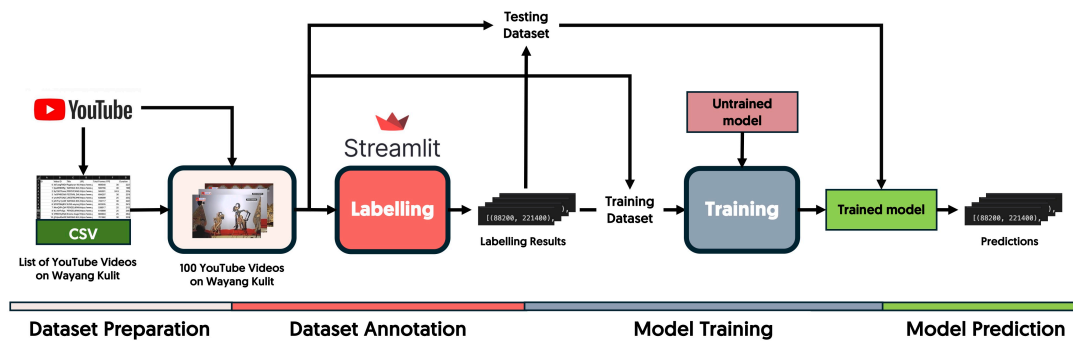 Testing
Dataset
YouTube
Untrained
model
Streamlit
Labelling
[(88200, 221400),
Labelling Results
Training
Dataset
Training
Trained model
[(88200, 221400),
Predictions
CSV
List of YouTube Videos
on Wayang Kulit
100 YouTube Videos
on Wayang Kulit
Dataset Preparation
Dataset Annotation
Model Training
Model Prediction